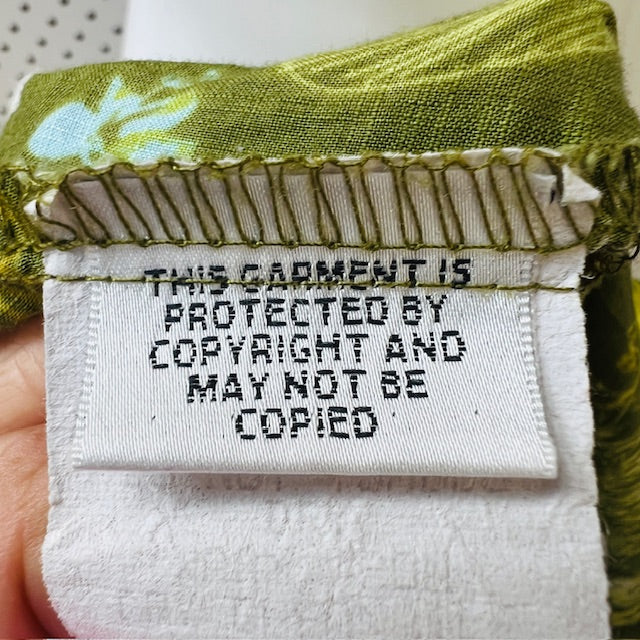 THIS GARMENT IS
PROTECTED BY
COPYRIGHT AND
MAY NOT BE
COPIED